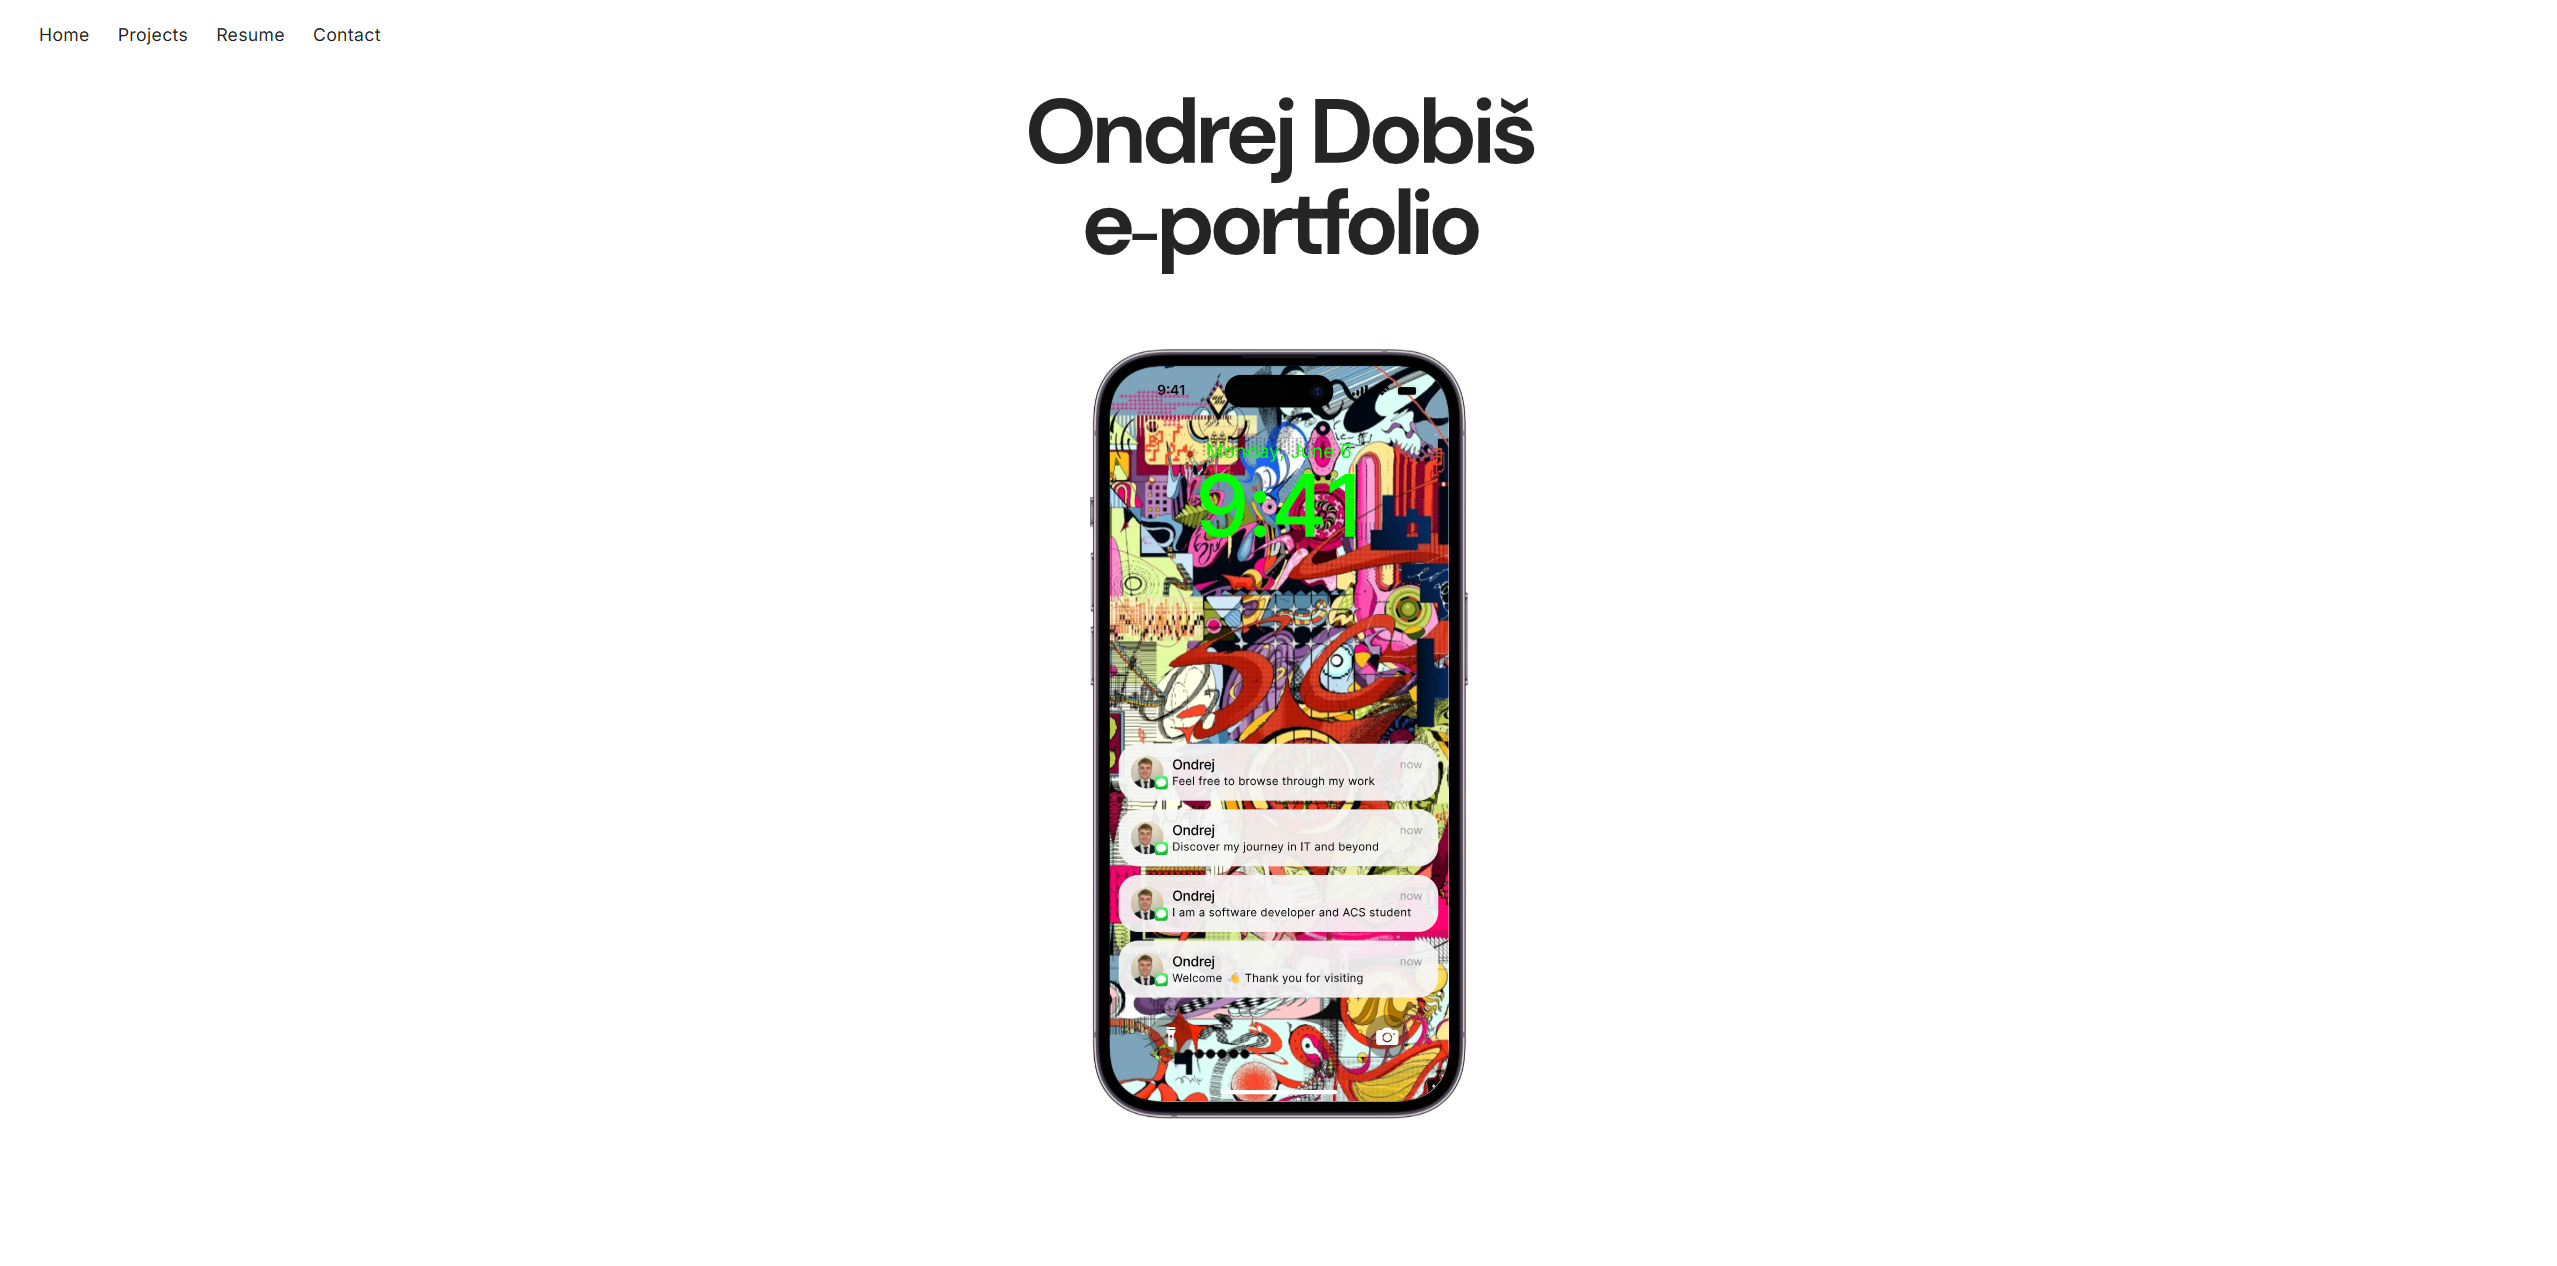 Home Projects Resume Contact
Ondrej Dobiš
e-portfolio
9:41
Monday, June 6
9:41
Ondrej now
Feel free to browse through my work
Ondrej now
Discover my journey in IT and beyond
Ondrej now
I am a software developer and ACS student
Ondrej now
Welcome 👋 Thank you for visiting